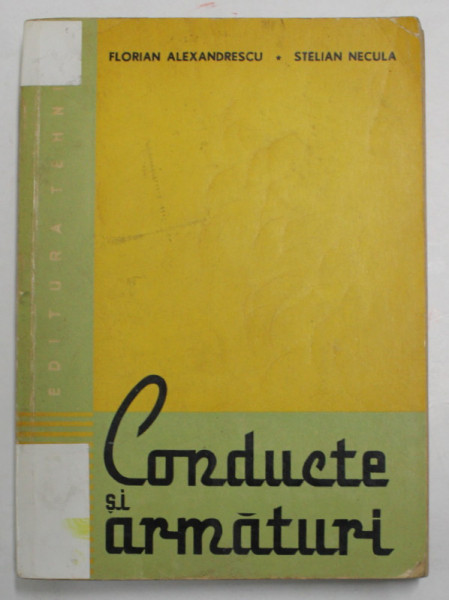 FLORIAN ALEXANDRESCU • STELIAN NECULA
EDITURA TEHN
Conducte
și
armături